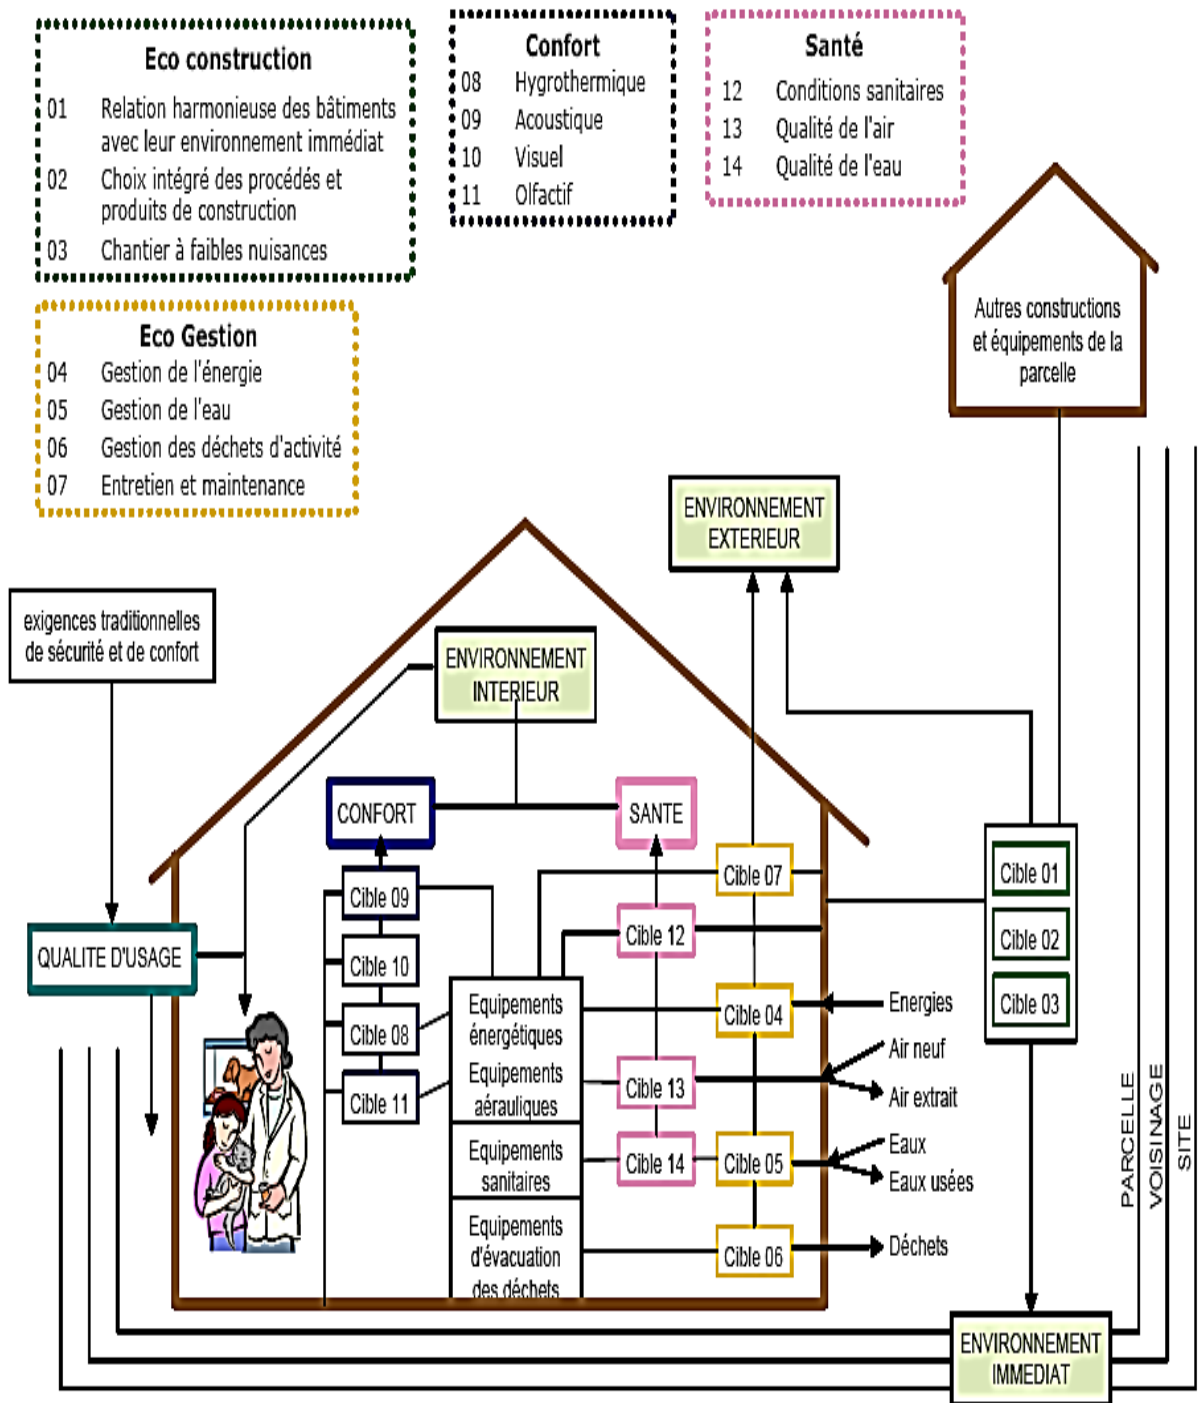 Eco construction
01 Relation harmonieuse des bâtiments
avec leur environnement immédiat
02 Choix intégré des procédés et
produits de construction
03 Chantier à faibles nuisances
Confort
08 Hygrothermique
09 Acoustique
10 Visuel
11 Olfactif
Santé
12 Conditions sanitaires
13 Qualité de l'air
14 Qualité de l'eau
Eco Gestion
04 Gestion de l'énergie
05 Gestion de l'eau
06 Gestion des déchets d'activité
07 Entretien et maintenance
Autres constructions
et équipements de la
parcelle
ENVIRONNEMENT
EXTERIEUR
exigences traditionnelles
de sécurité et de confort
ENVIRONNEMENT
INTERIEUR
CONFORT
SANTE
QUALITE D'USAGE
Cible 09
Cible 10
Cible 08
Cible 11
Equipements
énergétiques
Equipements
aérauliques
Equipements
sanitaires
Equipements
d'évacuation
des déchets
Cible 12
Cible 13
Cible 14
Cible 07
Cible 04
Cible 05
Cible 06
Energies
Air neuf
Air extrait
Eaux
Eaux usées
Déchets
Cible 01
Cible 02
Cible 03
PARCELLE
VOISINAGE
SITE
ENVIRONNEMENT
IMMEDIAT